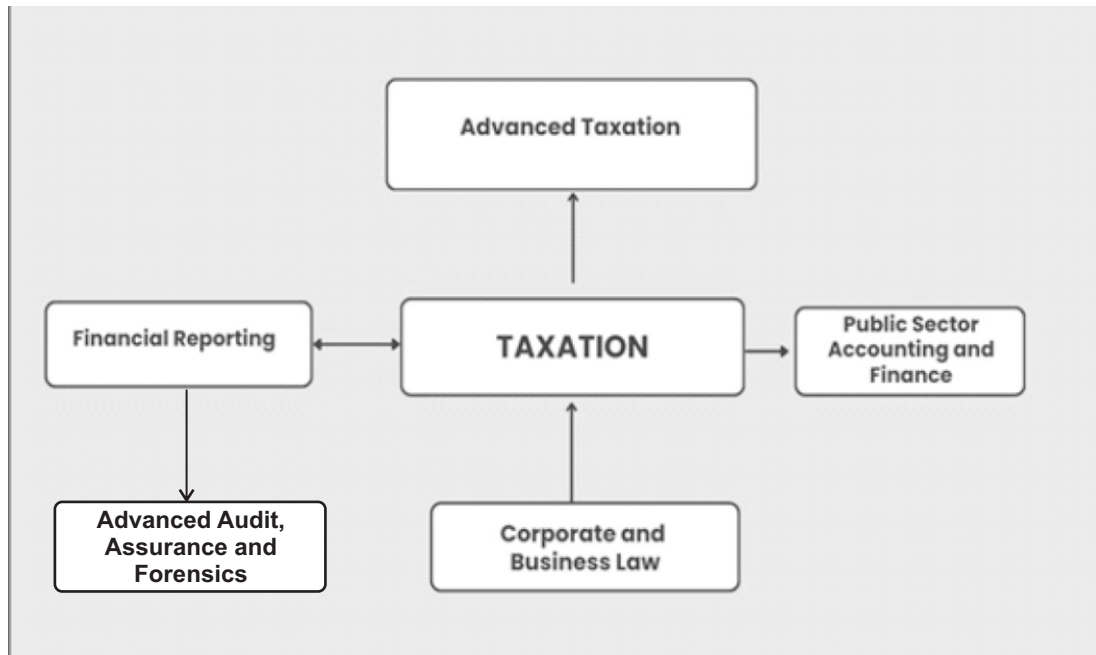 Advanced Taxation
Financial Reporting
TAXATION
Public Sector
Accounting and
Finance
Advanced Audit,
Assurance and
Forensics
Corporate and
Business Law